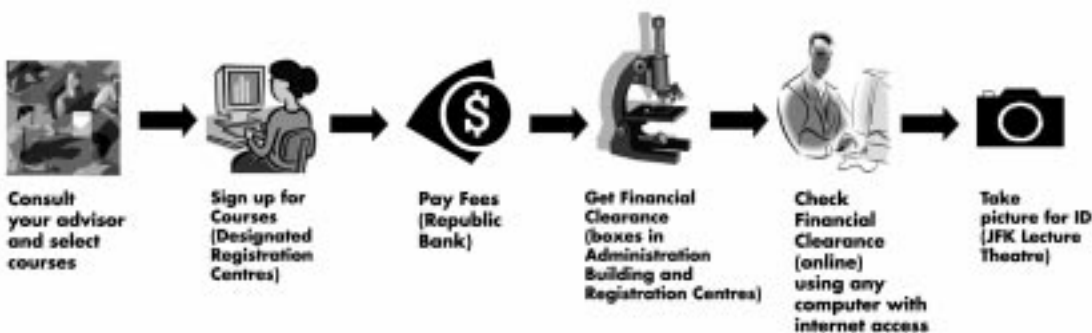 $
Consult
your advisor
and select
courses
Sign up for
Courses
(Designated
Registration
Centres)
Pay Fees
(Republic
Bank)
Get Financial
Clearance
(boxes in
Administration
Building and
Registration Centres)
Check
Financial
Clearance
(online)
using any
computer with
internet access
Take
picture for ID
(JFK Lecture
Theatre)